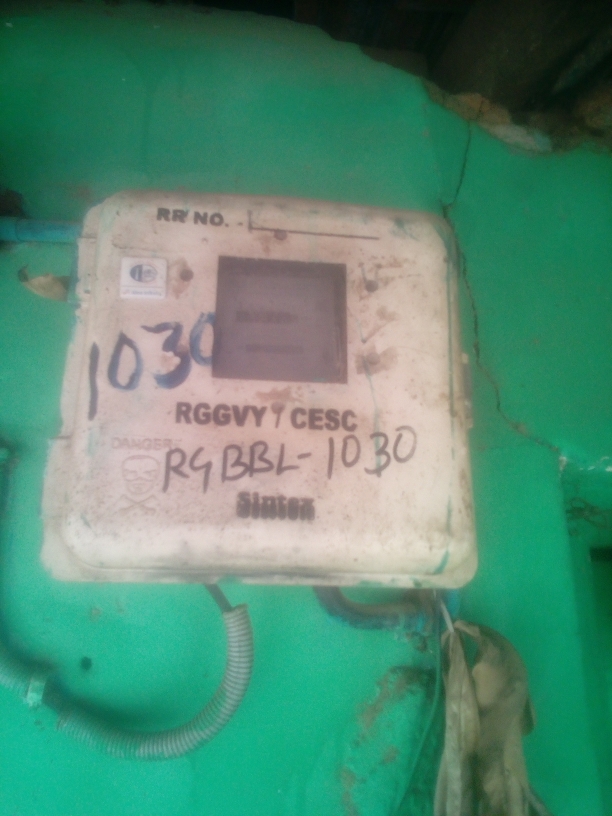 RR NO. -
1030
RGGVY / CESC
DANGER
RGBBL-1030
Sintex